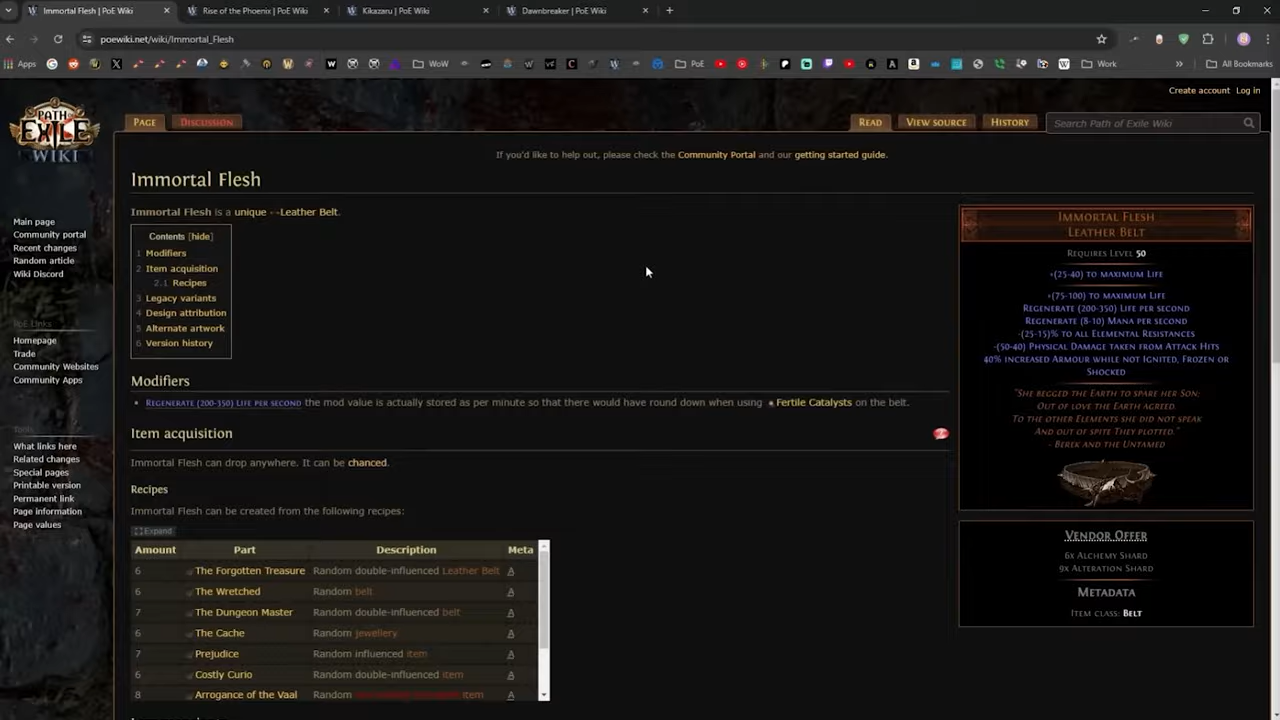 Immortal Flesh | PoE Wiki
Rise of the Phoenix | PoE Wiki
Kikazaru | PoE Wiki
Dawnbreaker | PoE Wiki
poewiki.net/wiki/Immortal_Flesh
Apps
WoW
PoE
Work
All Bookmarks
Create account Log in
PATH OF EXILE WIKI
PAGE
DISCUSSION
READ
VIEW SOURCE
HISTORY
Search Path of Exile Wiki
If you'd like to help out, please check the Community Portal and our getting started guide.
Immortal Flesh
Immortal Flesh is a unique Leather Belt.
Contents [hide]
1 Modifiers
2 Item acquisition
2.1 Recipes
3 Legacy variants
4 Design attribution
5 Alternate artwork
6 Version history
Main page
Community portal
Recent changes
Random article
Wiki Discord
PoE Links
Homepage
Trade
Community Websites
Community Apps
Tools
What links here
Related changes
Special pages
Printable version
Permanent link
Page information
Page values
Modifiers
Regenerate (200-350) Life per second the mod value is actually stored as per minute so that there would have round down when using Fertile Catalysts on the belt.
Item acquisition
Immortal Flesh can drop anywhere. It can be chanced.
Recipes
Immortal Flesh can be created from the following recipes:
Expand
Amount Part Description Meta
6 The Forgotten Treasure Random double-influenced Leather Belt A
6 The Wretched Random belt A
7 The Dungeon Master Random double-influenced belt A
6 The Cache Random jewellery A
7 Prejudice Random influenced item A
6 Costly Curio Random double-influenced item A
8 Arrogance of the Vaal Random item A
Immortal Flesh
Leather Belt
Requires Level 50
+(25-40) to maximum Life
+(75-100) to maximum Life
Regenerate (200-350) Life per second
Regenerate (8-10) Mana per second
-(25-15)% to all Elemental Resistances
-(50-40) Physical Damage taken from Attack Hits
40% increased Armour while not Ignited, Frozen or
Shocked
"She begged the Earth to spare her Son:
Out of love the Earth agreed.
To the other Elements she did not speak
And out of spite They plotted."
- Berek and the Untamed
Vendor Offer
6x Alchemy Shard
9x Alteration Shard
Metadata
Item class: Belt